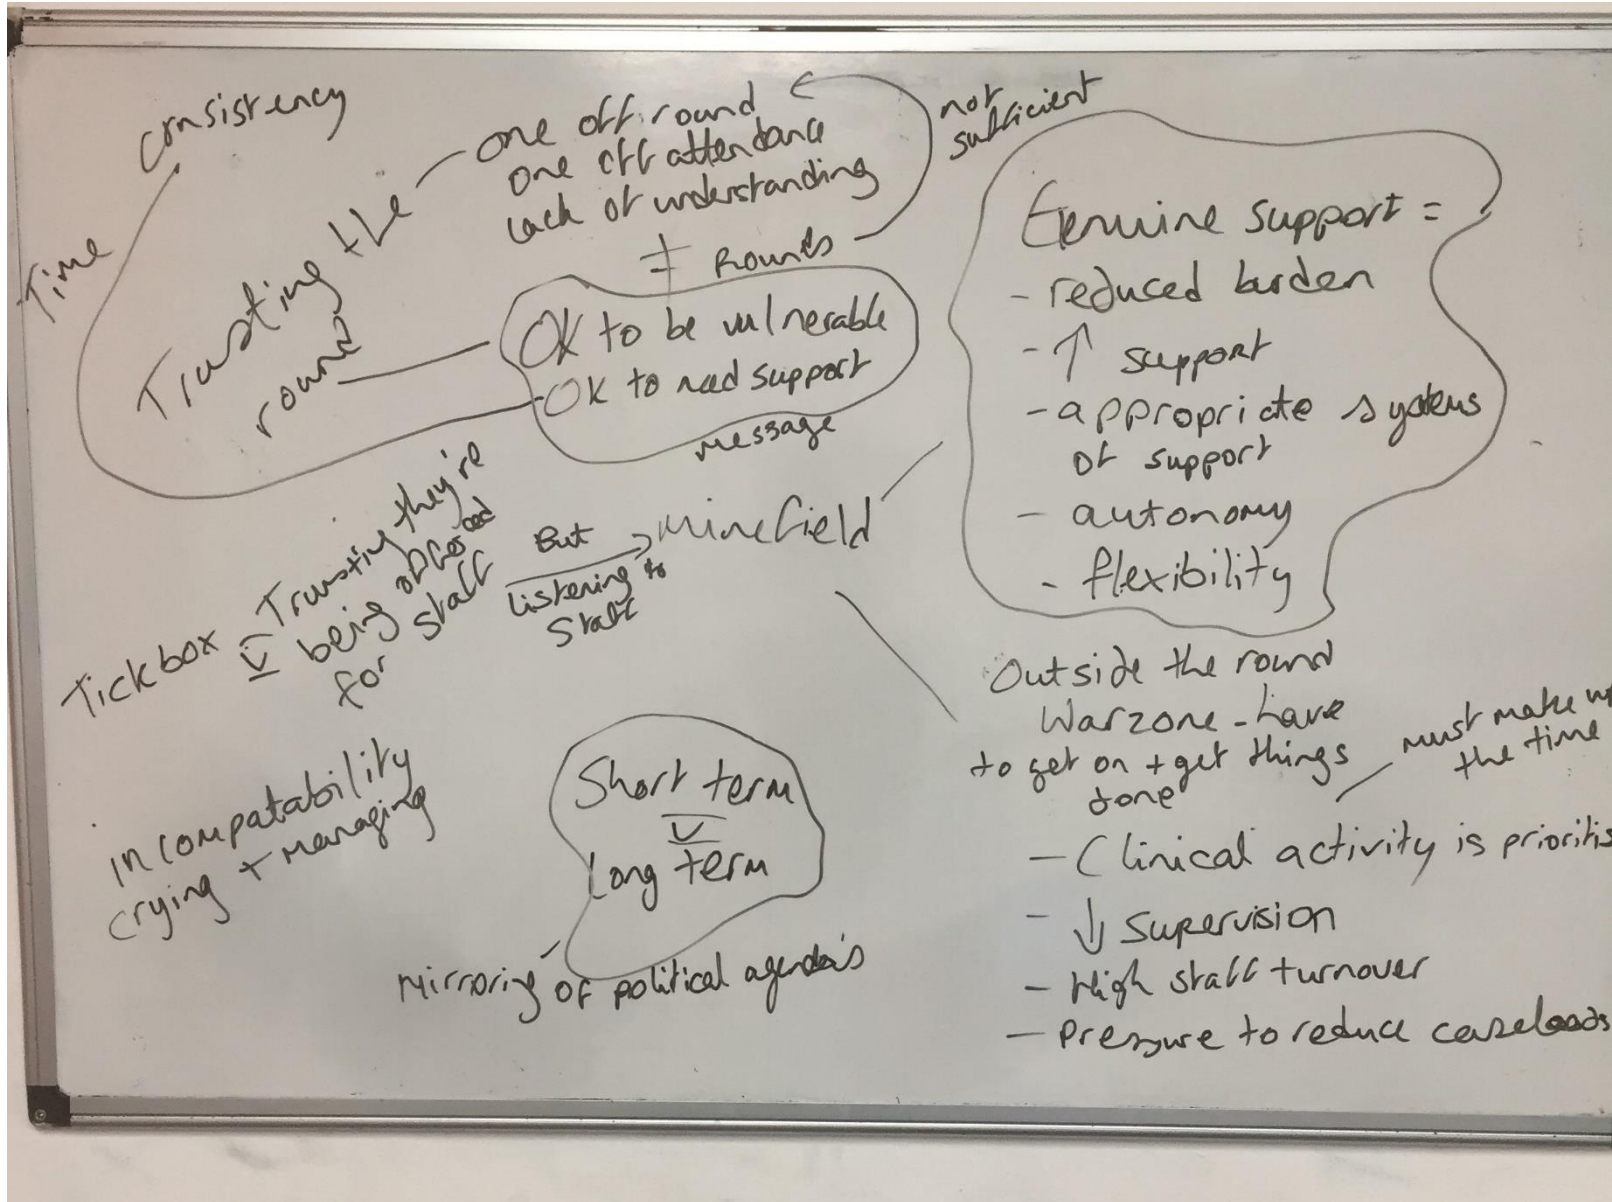 consistency
Time
Trusting the
round
one off round
one off attendance
lack of understanding
≠ Rounds
not
sufficient
OK to be vulnerable
OK to need support
message
Genuine support =
- reduced burden
- ↑ support
- appropriate systems
of support
- autonomy
- flexibility
Tickbox v Trusting they're
being offered
for staff
But
listening to
staff
minefield
Outside the round
Warzone - have
to get on + get things
done
must make up
the time
- Clinical activity is prioritis
- ↓ supervision
- High staff turnover
- Pressure to reduce caseloads
incompatability
crying + managing
Short term
v
Long term
Mirroring of political agenda's